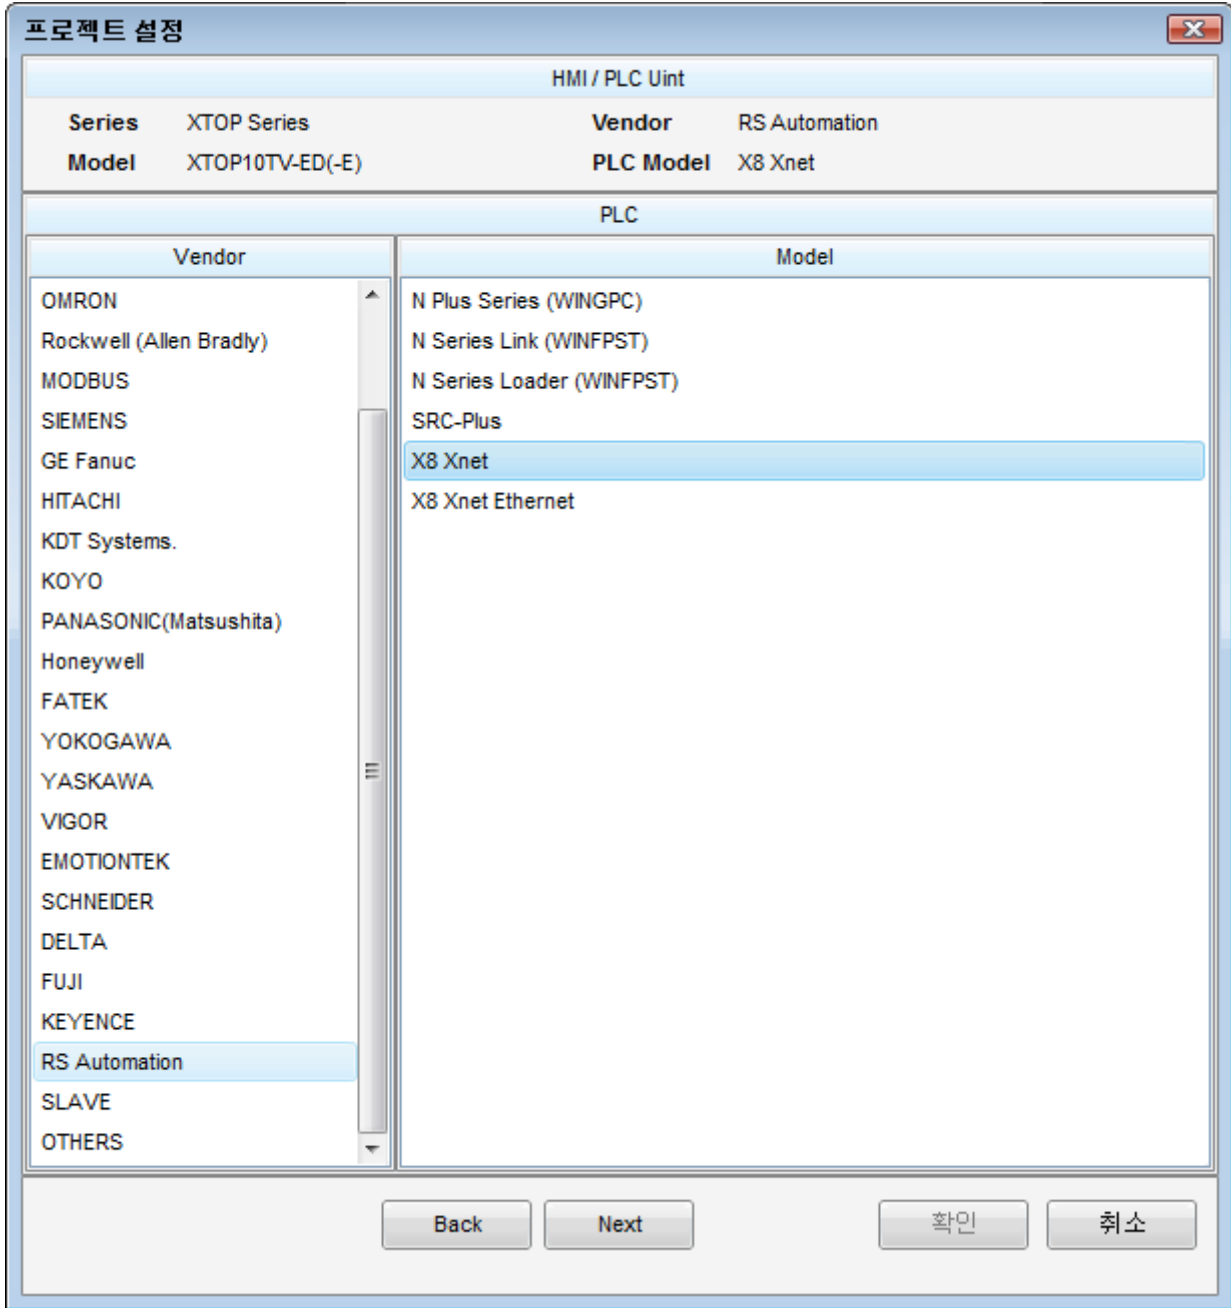 프로젝트 설정
HMI / PLC Uint
Series XTOP Series Vendor RS Automation
Model XTOP10TV-ED(-E) PLC Model X8 Xnet
PLC
Vendor
OMRON
Rockwell (Allen Bradly)
MODBUS
SIEMENS
GE Fanuc
HITACHI
KDT Systems.
KOYO
PANASONIC(Matsushita)
Honeywell
FATEK
YOKOGAWA
YASKAWA
VIGOR
EMOTIONTEK
SCHNEIDER
DELTA
FUJI
KEYENCE
RS Automation
SLAVE
OTHERS
Model
N Plus Series (WINGPC)
N Series Link (WINFPST)
N Series Loader (WINFPST)
SRC-Plus
X8 Xnet
X8 Xnet Ethernet
Back Next 확인 취소